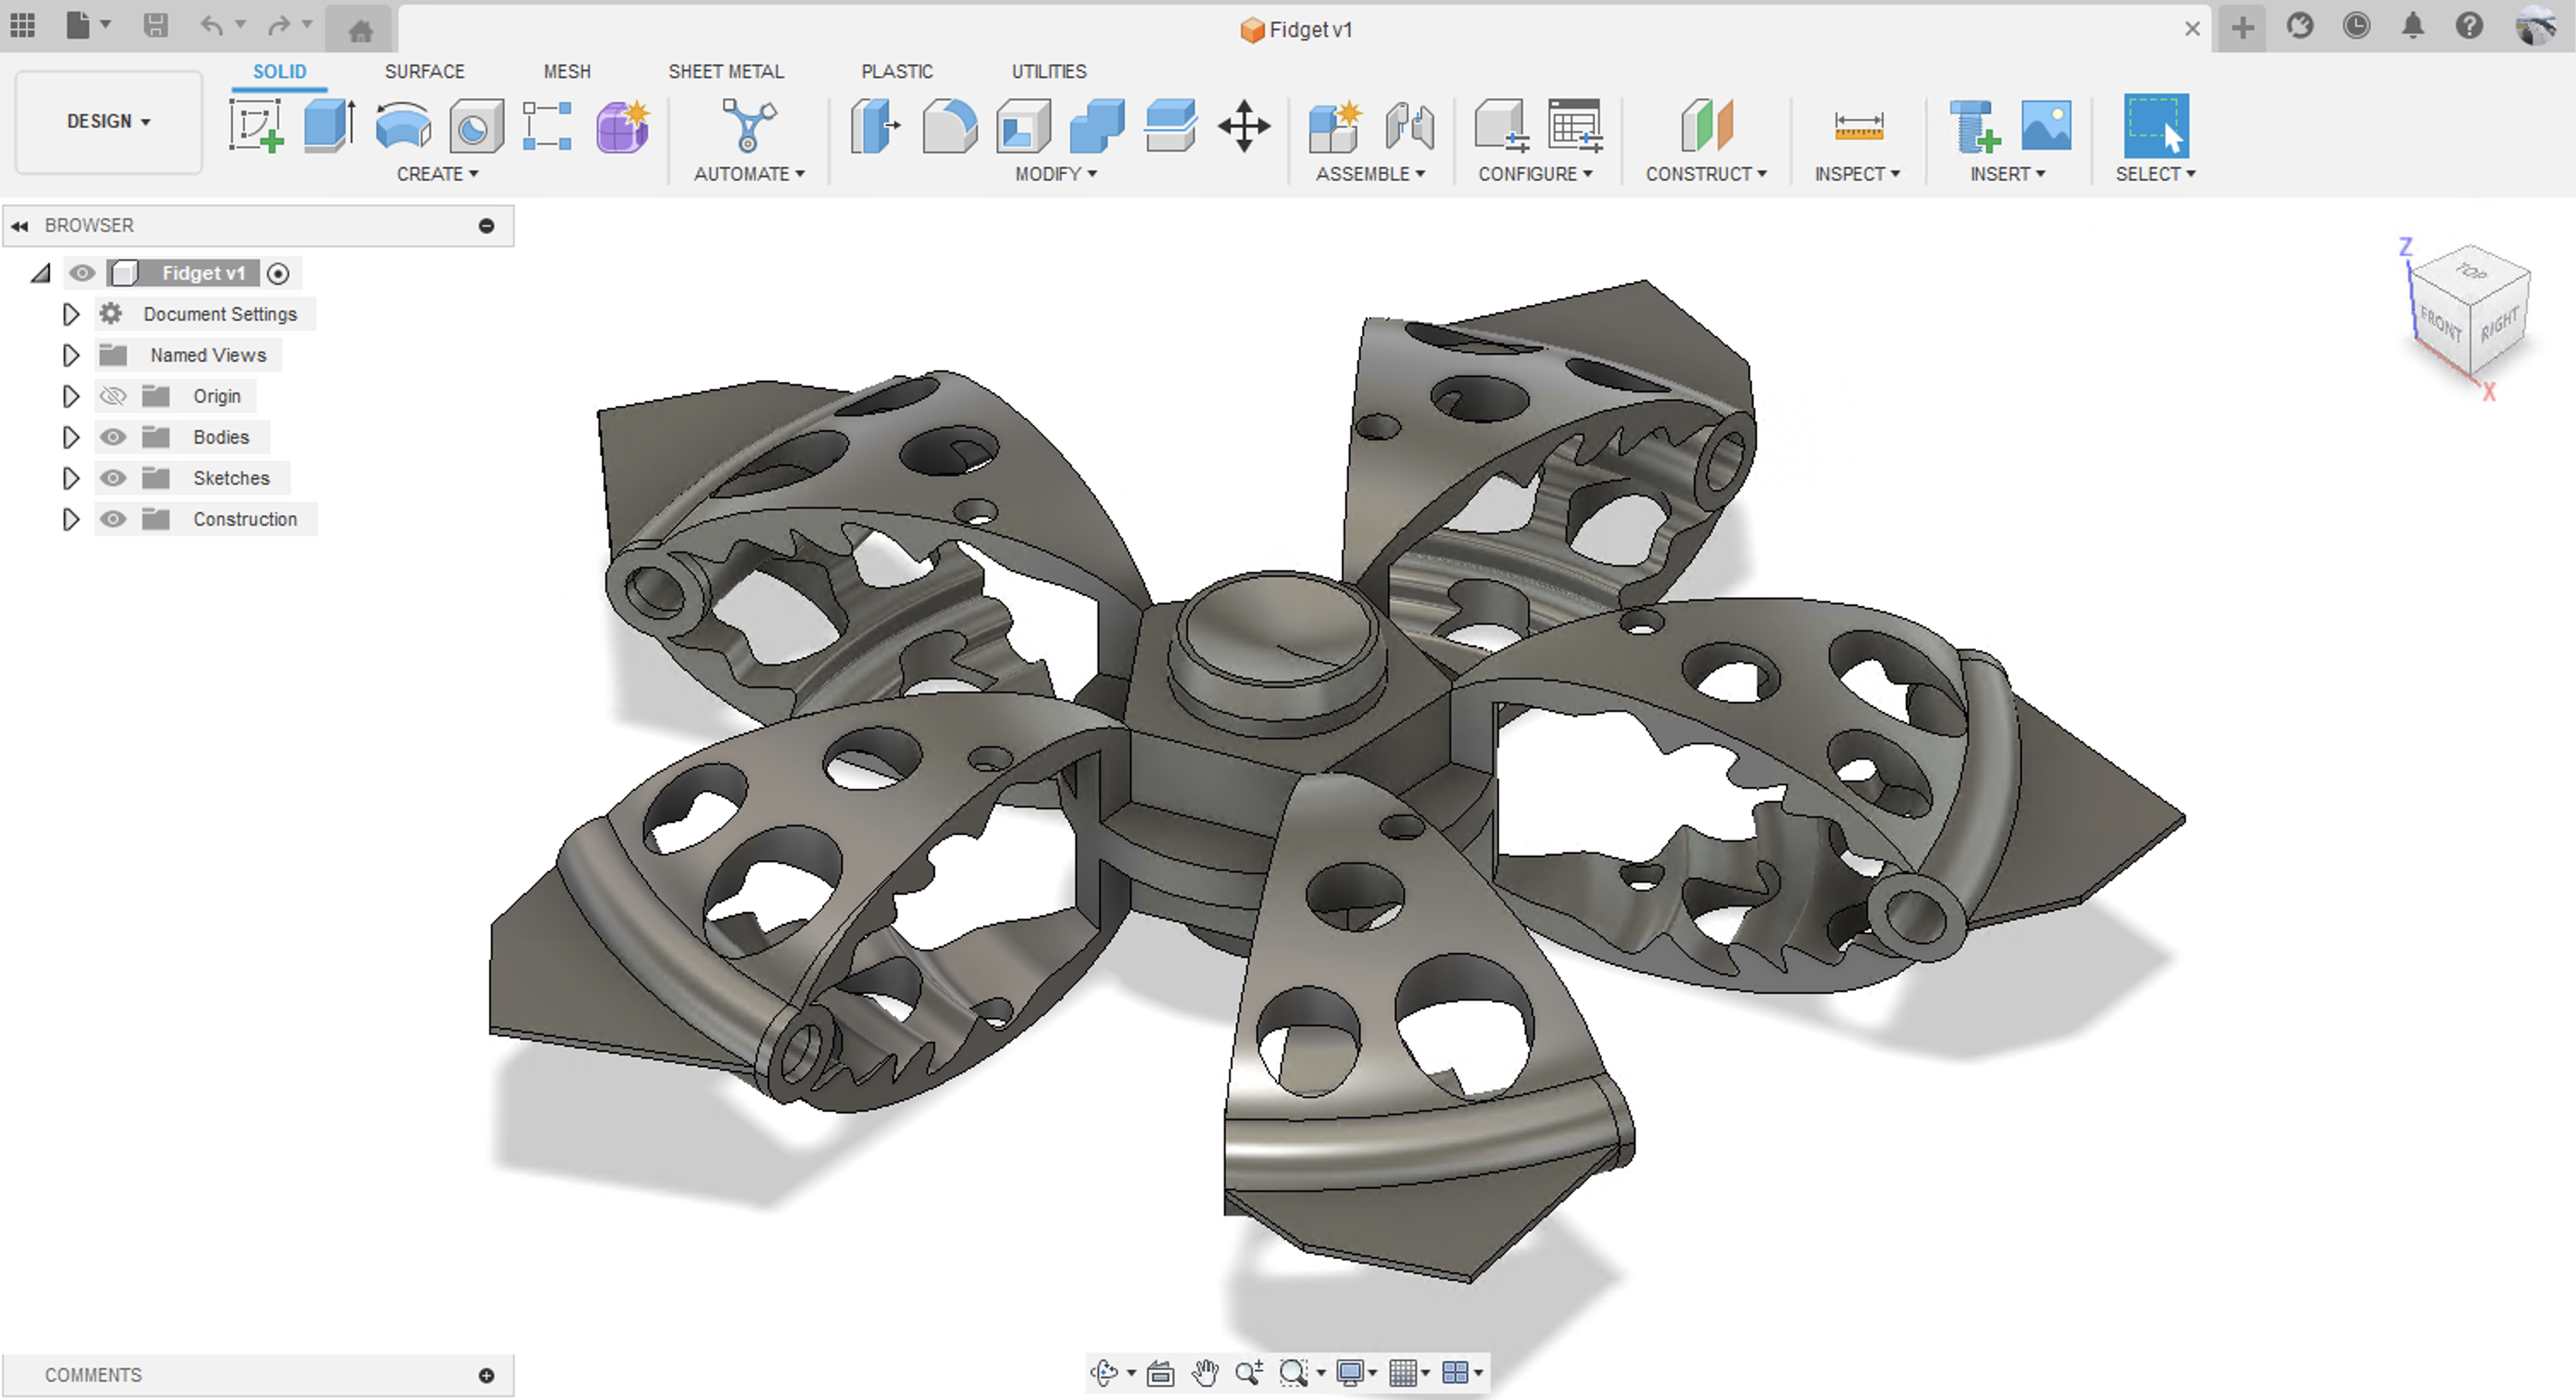 Fidget v1
SOLID SURFACE MESH SHEET METAL PLASTIC UTILITIES
DESIGN
CREATE AUTOMATE MODIFY ASSEMBLE CONFIGURE CONSTRUCT INSPECT INSERT SELECT
BROWSER
Fidget v1
Document Settings
Named Views
Origin
Bodies
Sketches
Construction
Z
TOP
FRONT RIGHT
X
COMMENTS